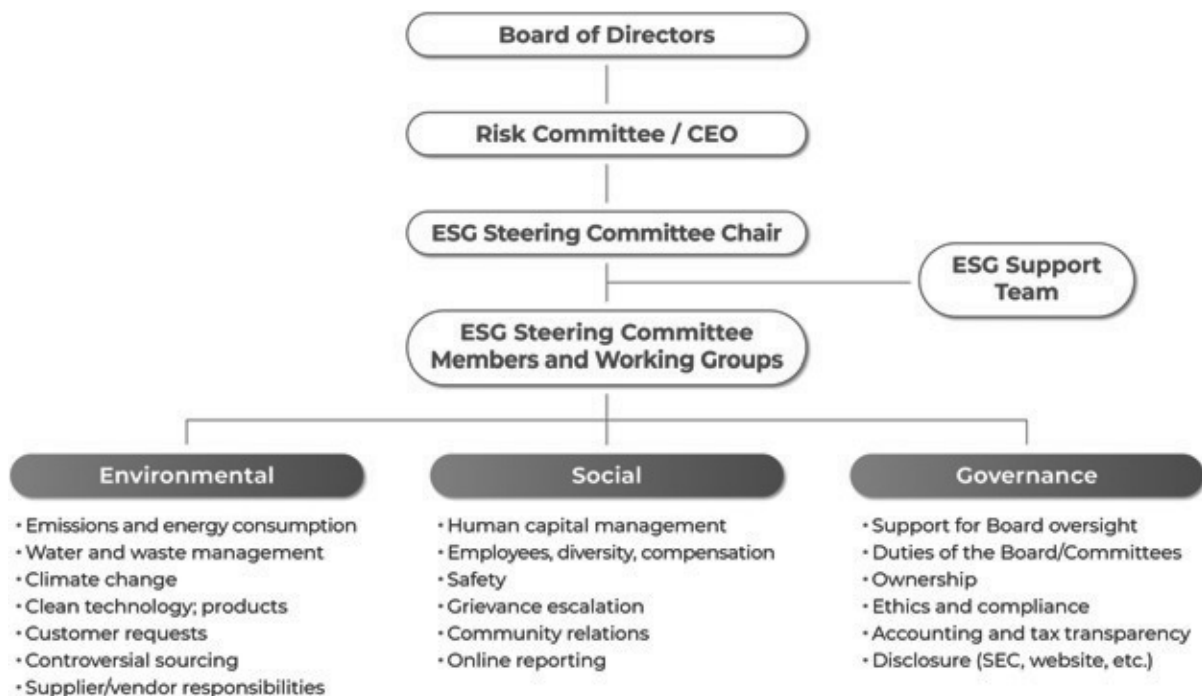 Board of Directors
Risk Committee / CEO
ESG Steering Committee Chair
ESG Support
Team
ESG Steering Committee
Members and Working Groups
Environmental
• Emissions and energy consumption
• Water and waste management
• Climate change
• Clean technology; products
• Customer requests
• Controversial sourcing
• Supplier/vendor responsibilities
Social
• Human capital management
• Employees, diversity, compensation
• Safety
• Grievance escalation
• Community relations
• Online reporting
Governance
• Support for Board oversight
• Duties of the Board/Committees
• Ownership
• Ethics and compliance
• Accounting and tax transparency
• Disclosure (SEC, website, etc.)